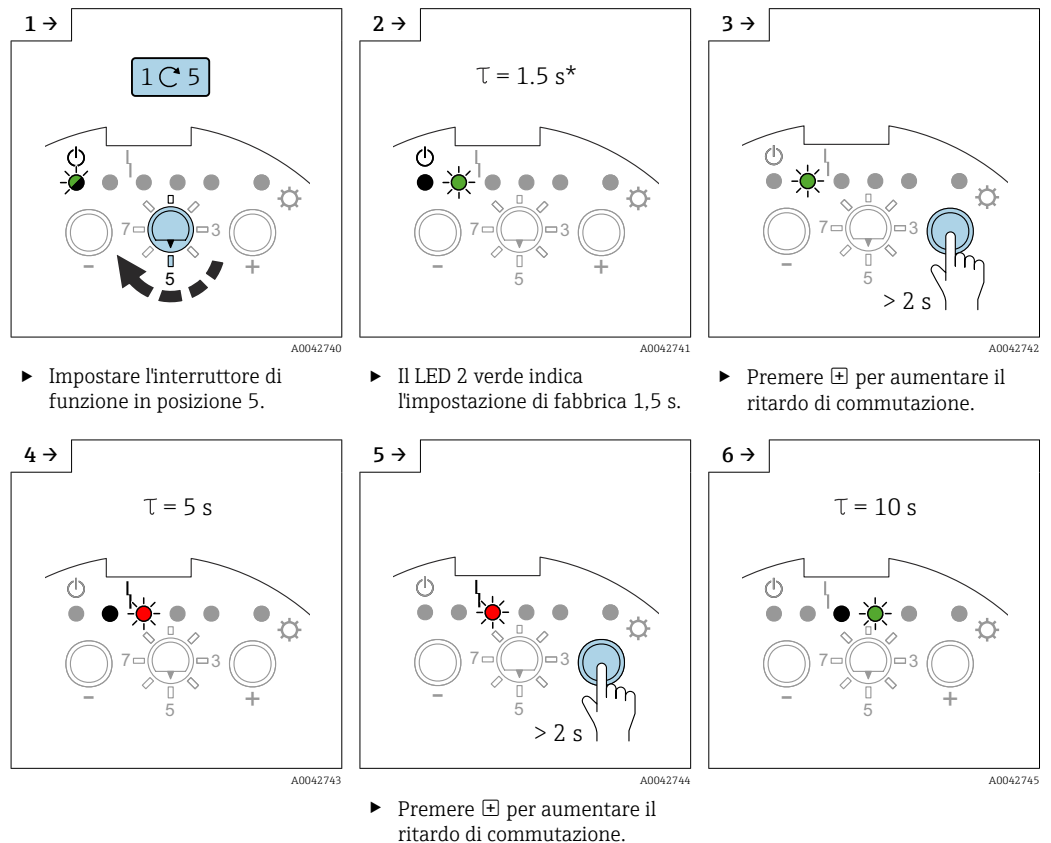 1 →
1 5
7
3
5
-
+
A0042740
► Impostare l'interruttore di
funzione in posizione 5.
2 →
τ = 1.5 s*
7
3
5
-
+
A0042741
► Il LED 2 verde indica
l'impostazione di fabbrica 1,5 s.
3 →
7
3
5
-
> 2 s
A0042742
► Premere + per aumentare il
ritardo di commutazione.
4 →
τ = 5 s
7
3
5
-
+
A0042743
5 →
7
3
5
-
> 2 s
A0042744
► Premere + per aumentare il
ritardo di commutazione.
6 →
τ = 10 s
7
3
5
-
+
A0042745